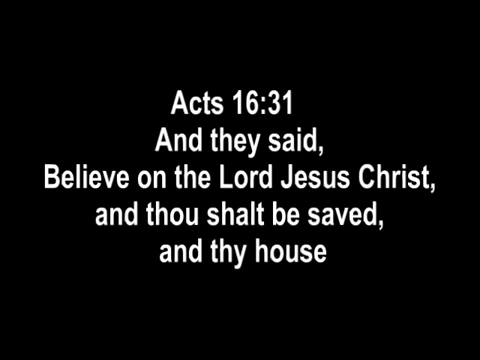 Acts 16:31
And they said,
Believe on the Lord Jesus Christ,
and thou shalt be saved,
and thy house